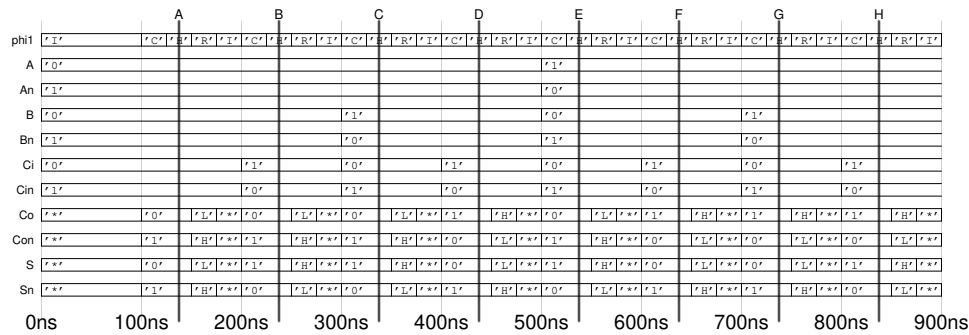 A B C D E F G H
phi1 'I' 'C' 'H' 'R' 'I' 'C' 'H' 'R' 'I' 'C' 'H' 'R' 'I' 'C' 'H' 'R' 'I' 'C' 'H' 'R' 'I' 'C' 'H' 'R' 'I' 'C' 'H' 'R' 'I' 'C' 'H' 'R' 'I'
A '0' '1'
An '1' '0'
B '0' '1' '0' '1'
Bn '1' '0' '1' '0'
Ci '0' '1' '0' '1' '0' '1' '0' '1'
Cin '1' '0' '1' '0' '1' '0' '1' '0'
Co '*' '0' 'L' '*' '0' 'L' '*' '0' 'L' '*' '1' 'H' '*' '0' 'L' '*' '1' 'H' '*' '1' 'H' '*' '1' 'H' '*'
Con '*' '1' 'H' '*' '1' 'H' '*' '1' 'H' '*' '0' 'L' '*' '1' 'H' '*' '0' 'L' '*' '0' 'L' '*' '0' 'L' '*'
S '*' '0' 'L' '*' '1' 'H' '*' '1' 'H' '*' '0' 'L' '*' '1' 'H' '*' '0' 'L' '*' '0' 'L' '*' '1' 'H' '*'
Sn '*' '1' 'H' '*' '0' 'L' '*' '0' 'L' '*' '1' 'H' '*' '0' 'L' '*' '1' 'H' '*' '1' 'H' '*' '0' 'L' '*'
0ns 100ns 200ns 300ns 400ns 500ns 600ns 700ns 800ns 900ns